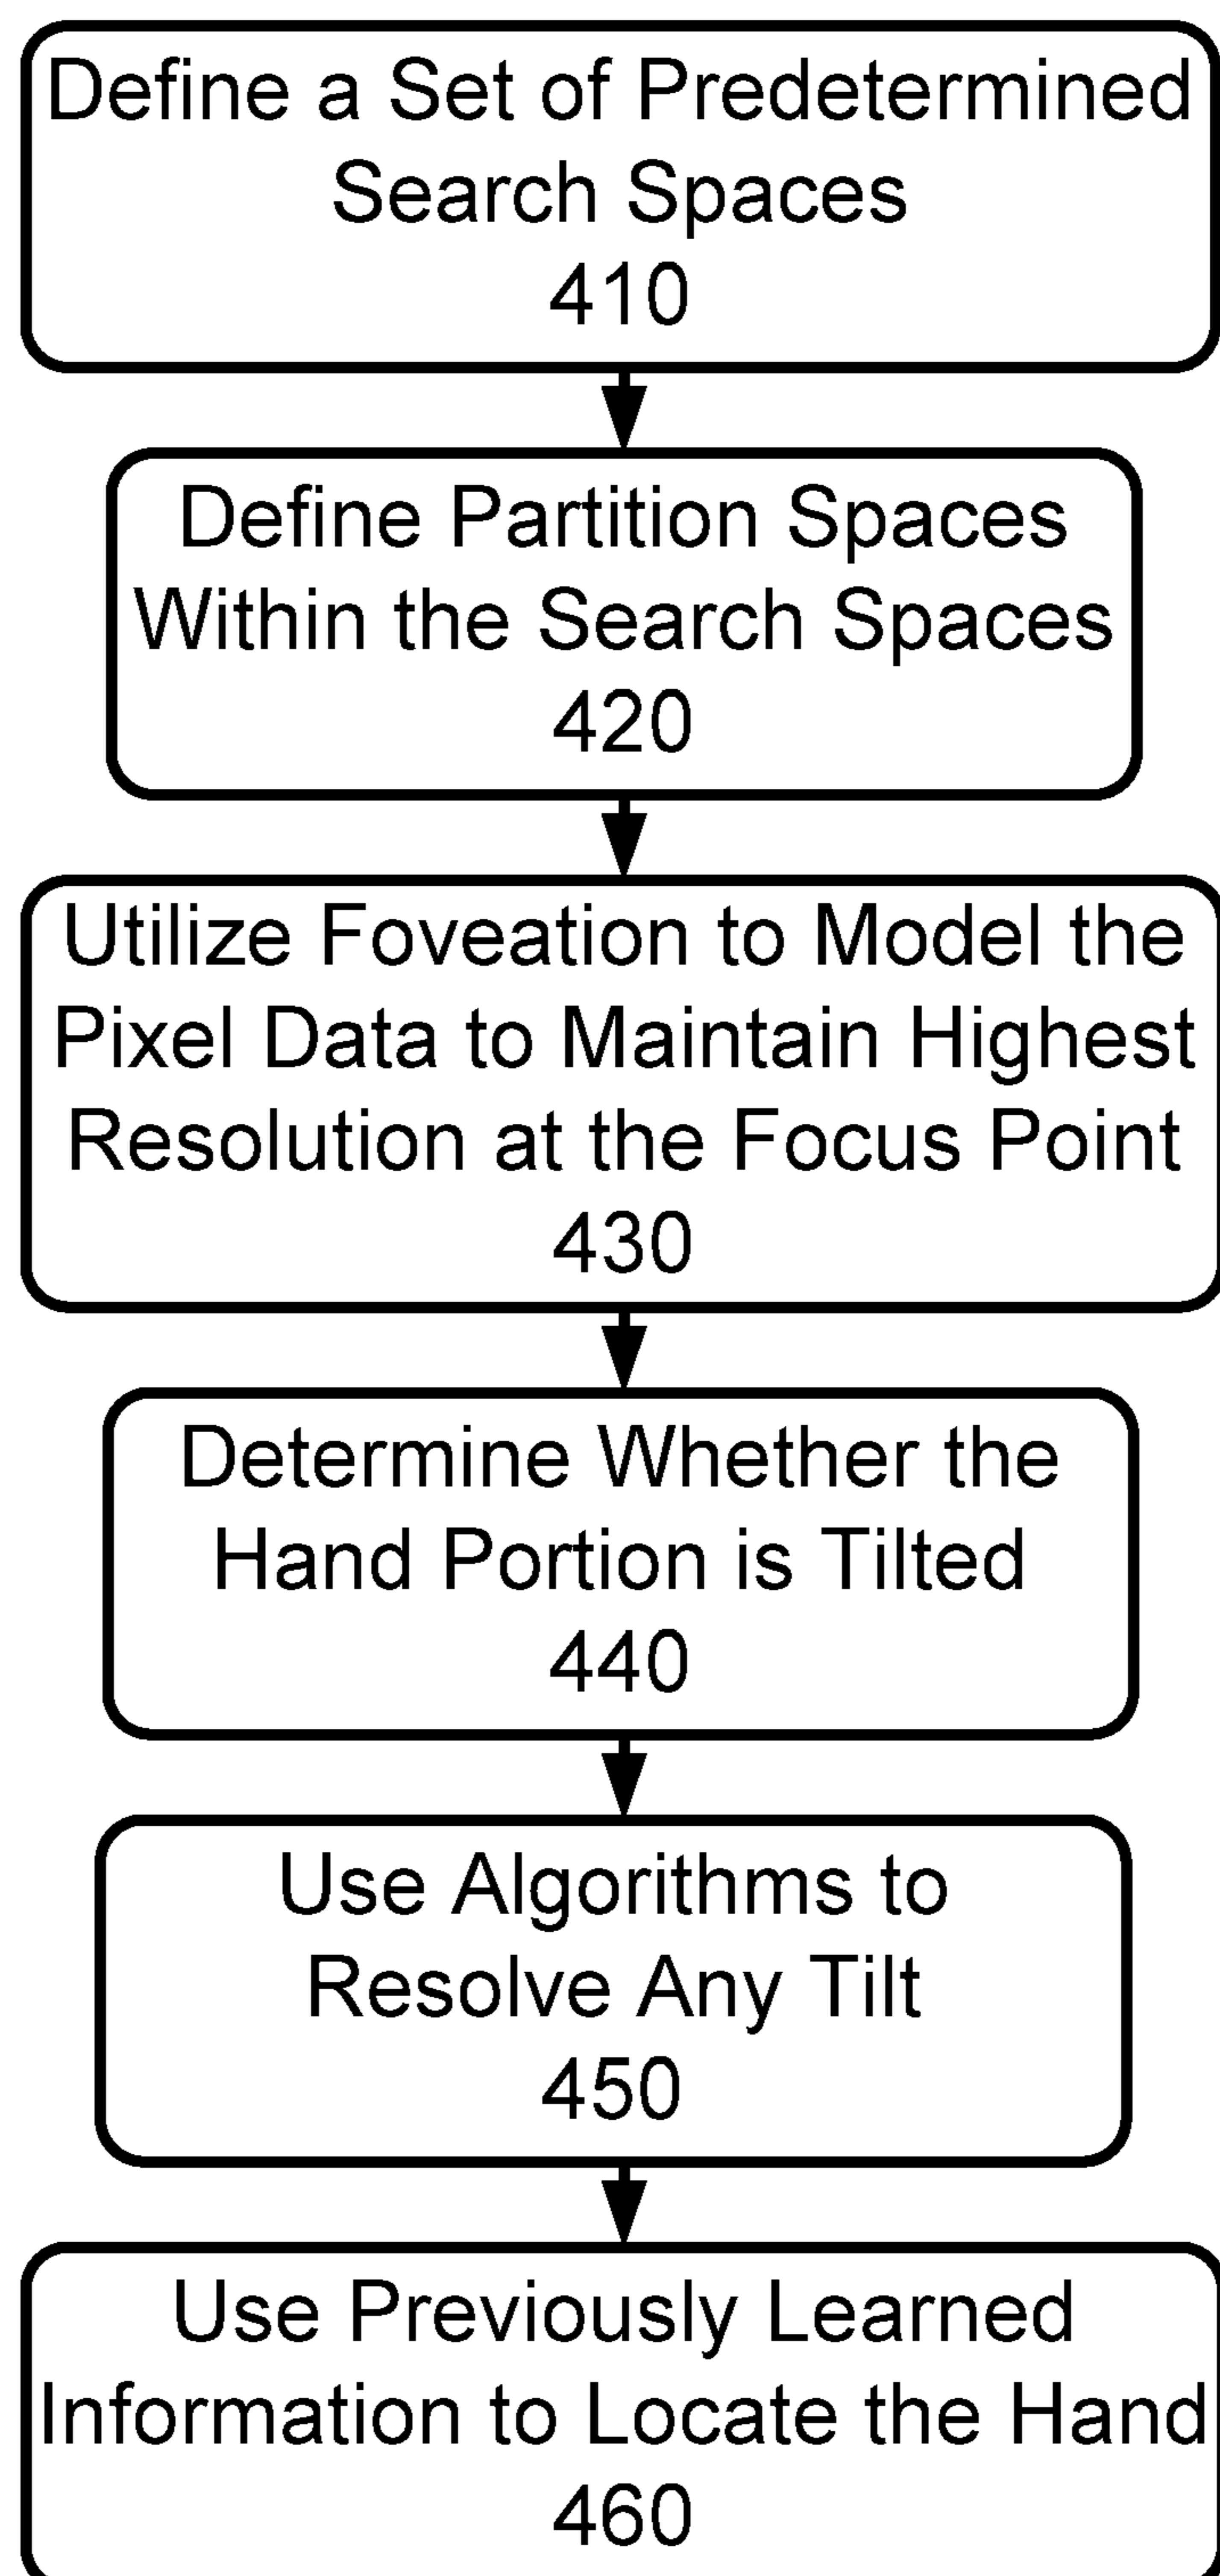 Define a Set of Predetermined
Search Spaces
410
Define Partition Spaces
Within the Search Spaces
420
Utilize Foveation to Model the
Pixel Data to Maintain Highest
Resolution at the Focus Point
430
Determine Whether the
Hand Portion is Tilted
440
Use Algorithms to
Resolve Any Tilt
450
Use Previously Learned
Information to Locate the Hand
460